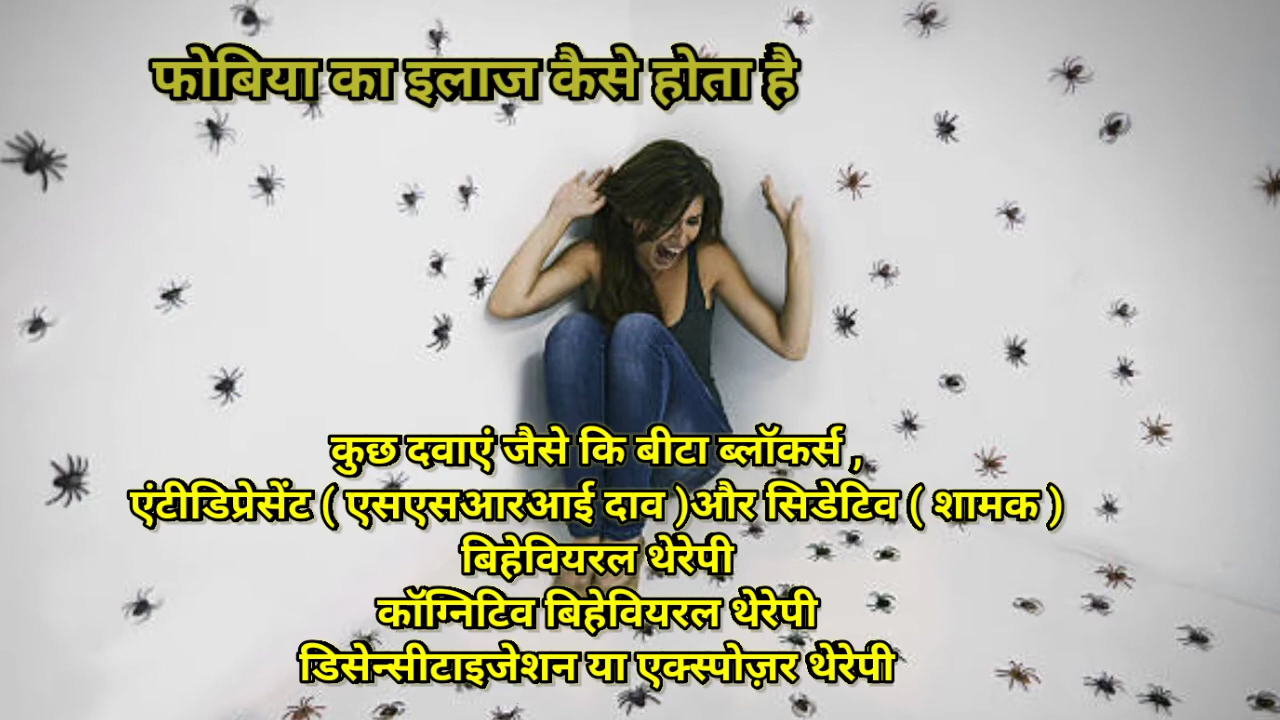 फोबिया का इलाज कैसे होता है
कुछ दवाएं जैसे कि बीटा ब्लॉकर्स ,
एंटीडिप्रेसेंट ( एसएसआरआई दाव )और सिडेटिव ( शामक )
बिहेवियरल थेरेपी
कॉग्निटिव बिहेवियरल थेरेपी
डिसेन्सीटाइजेशन या एक्स्पोज़र थेरेपी